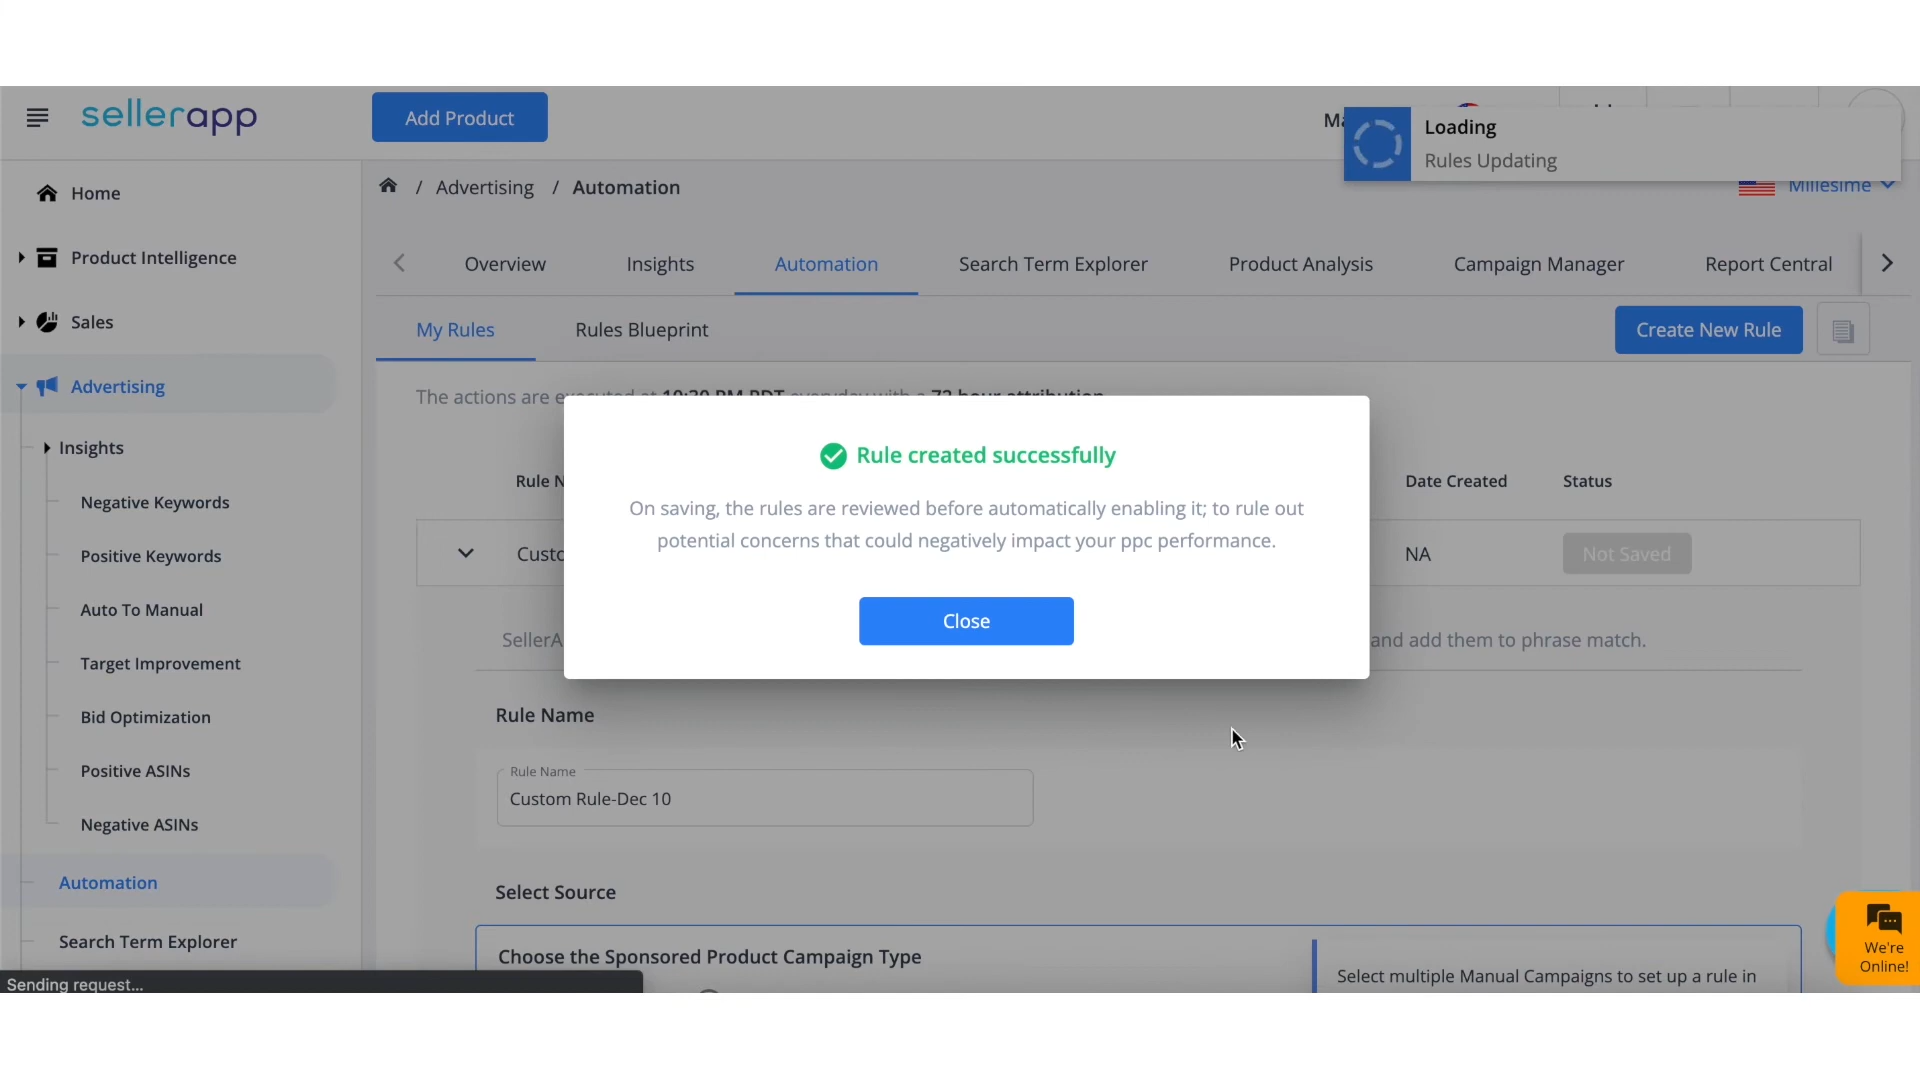 sellerapp
Add Product
Ma
Loading
Rules Updating
Home
/ Advertising / Automation
Millesime
Product Intelligence
Sales
Advertising
Insights
Negative Keywords
Positive Keywords
Auto To Manual
Target Improvement
Bid Optimization
Positive ASINs
Negative ASINs
Automation
Search Term Explorer
Sending request...
Overview
Insights
Automation
Search Term Explorer
Product Analysis
Campaign Manager
Report Central
My Rules
Rules Blueprint
Create New Rule
The actions are executed at 10:30 PM PDT everyday with a 72 hour attribution
Rule N
Date Created
Status
Custo
NA
Not Saved
SellerA
and add them to phrase match.
Rule created successfully
On saving, the rules are reviewed before automatically enabling it; to rule out
potential concerns that could negatively impact your ppc performance.
Close
Rule Name
Rule Name
Custom Rule-Dec 10
Select Source
Choose the Sponsored Product Campaign Type
Select multiple Manual Campaigns to set up a rule in
We're
Online!